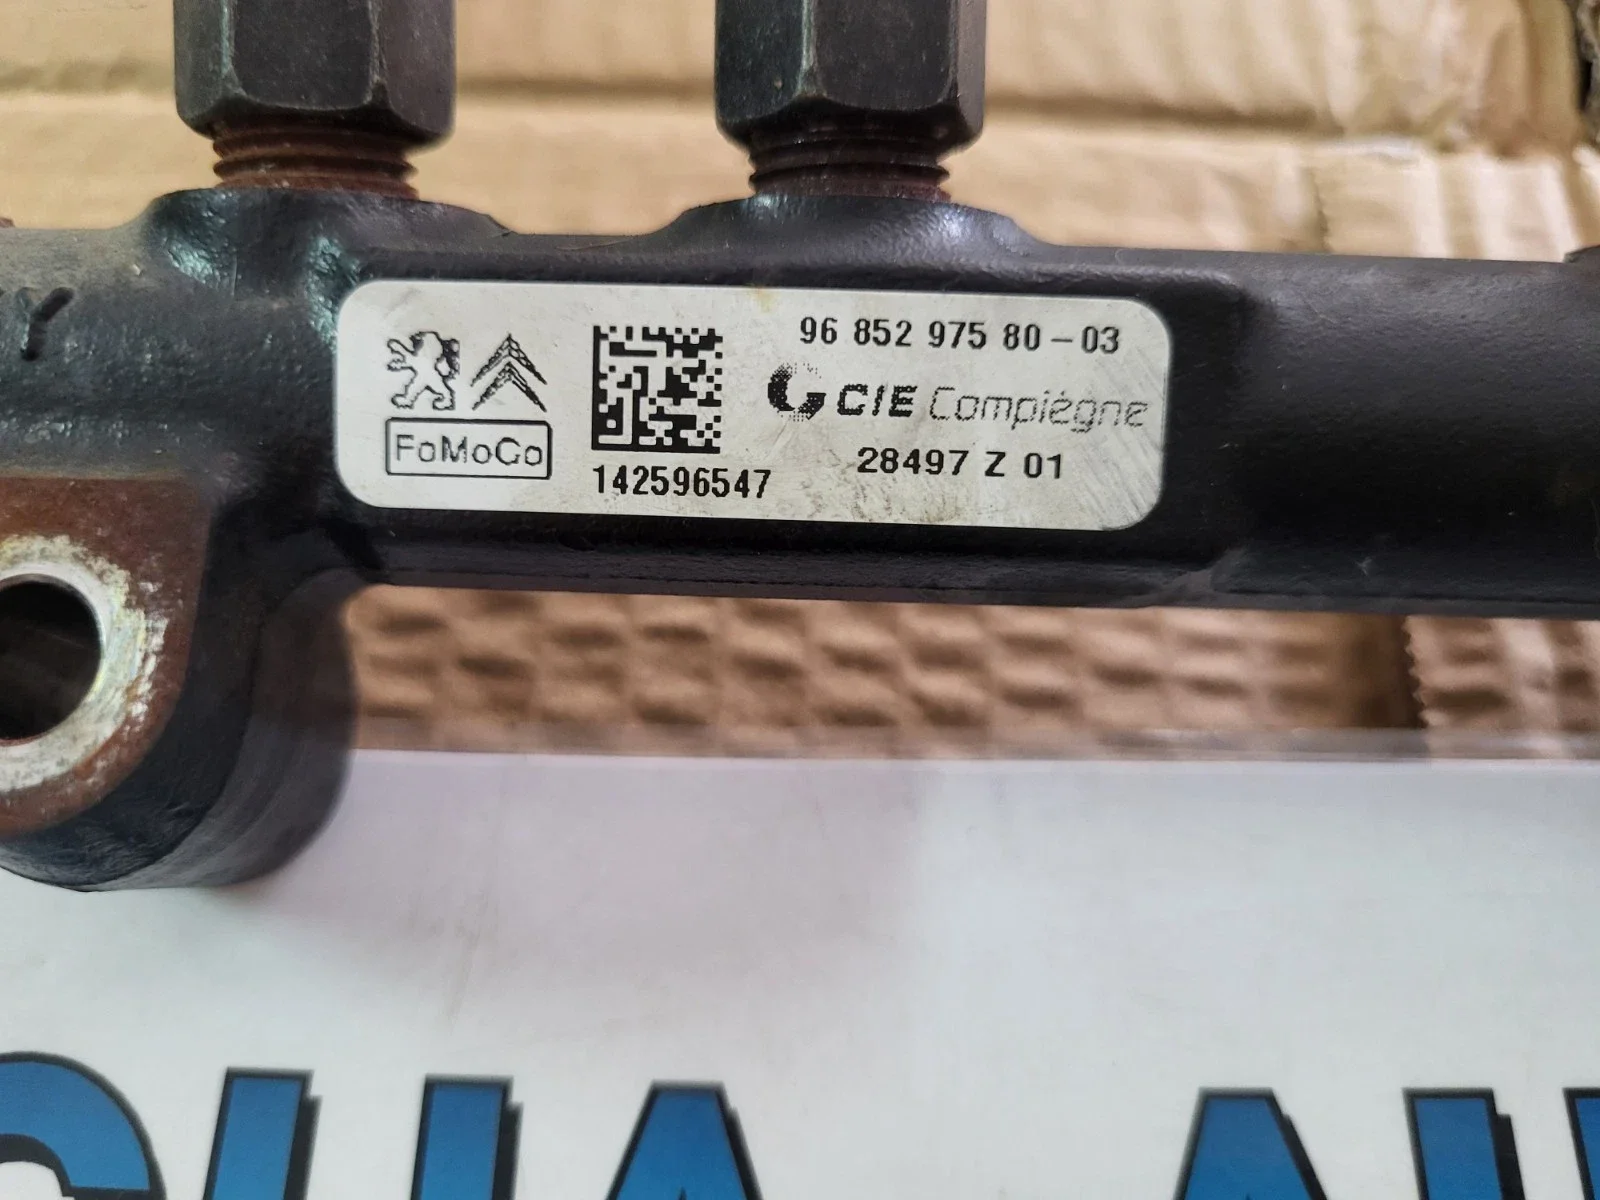 96 852 975 80-03
CIE Compiègne
FoMoCo
142596547
28497 Z 01